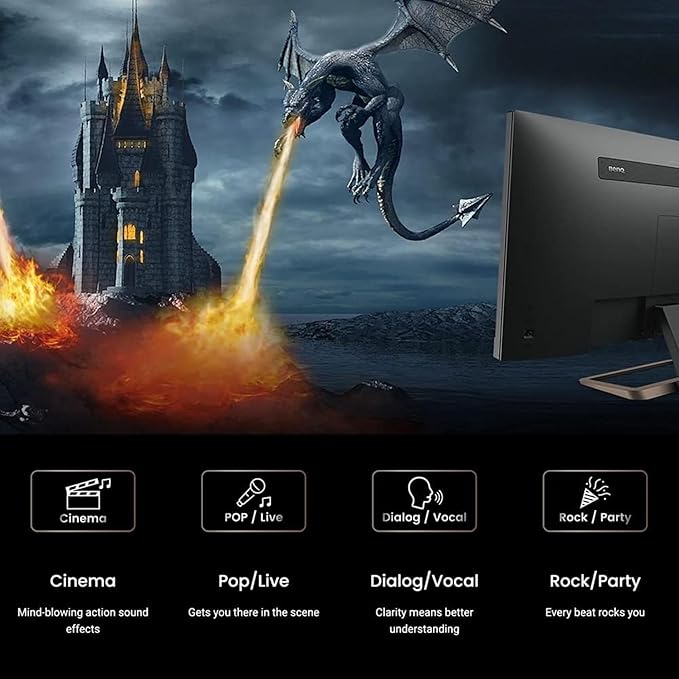 BenQ
Cinema
POP / Live
Dialog / Vocal
Rock / Party
Cinema
Pop/Live
Dialog/Vocal
Rock/Party
Mind-blowing action sound
effects
Gets you there in the scene
Clarity means better
understanding
Every beat rocks you